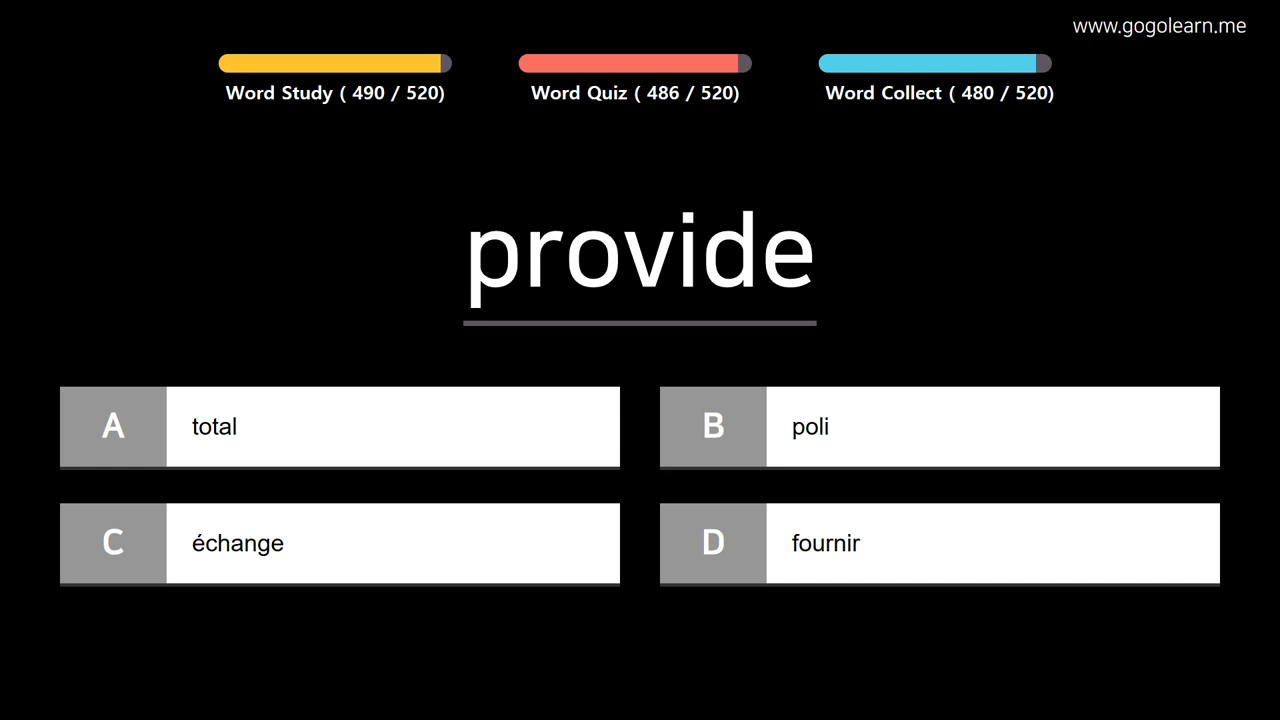 www.gogolearn.me
Word Study ( 490 / 520)
Word Quiz ( 486 / 520)
Word Collect ( 480 / 520)
provide
A total
B poli
C échange
D fournir